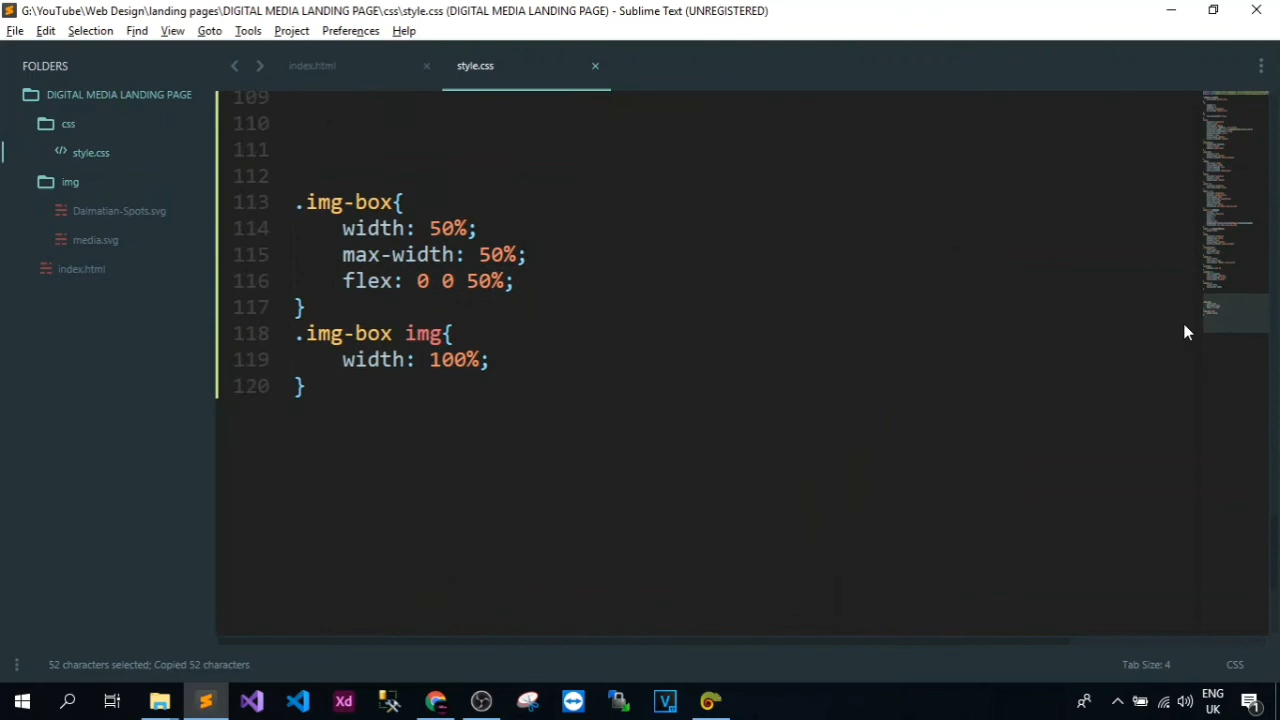 G:\YouTube\Web Design\landing pages\DIGITAL MEDIA LANDING PAGE\css\style.css (DIGITAL MEDIA LANDING PAGE) - Sublime Text (UNREGISTERED)
File Edit Selection Find View Goto Tools Project Preferences Help
FOLDERS
DIGITAL MEDIA LANDING PAGE
css
style.css
img
Dalmatian-Spots.svg
media.svg
index.html
index.html × style.css ×
109
110
111
112
113 .img-box{
114 width: 50%;
115 max-width: 50%;
116 flex: 0 0 50%;
117 }
118 .img-box img{
119 width: 100%;
120 }
52 characters selected; Copied 52 characters
Tab Size: 4 CSS
Xd
V
ENG
UK
1